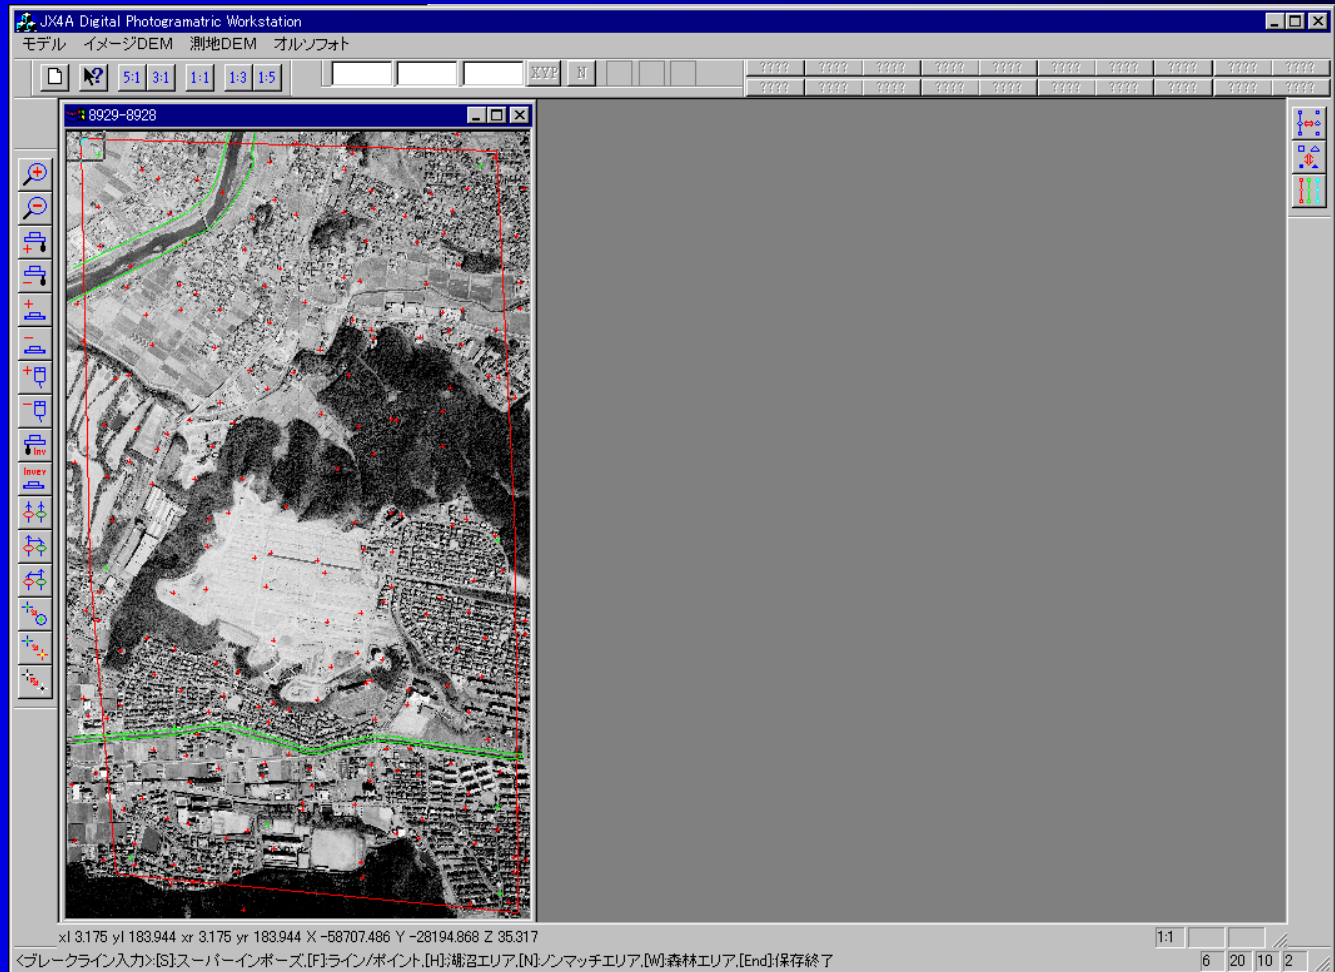 JX4A Digital Photogramatric Workstation
モデル イメージDEM 測地DEM オルソフォト
5:1 3:1 1:1 1:3 1:5 XYP N ???? ???? ???? ???? ???? ???? ???? ???? ???? ????
???? ???? ???? ???? ???? ???? ???? ???? ???? ????
8929-8928
Inv
Invev
xl 3.175 yl 183.944 xr 3.175 yr 183.944 X -58707.486 Y -28194.868 Z 35.317 1:1
<ブレークライン入力>:[S]:スーパーインポーズ,[F]:ライン/ポイント,[H]:湖沼エリア,[N]:ノンマッチエリア,[W]:森林エリア,[End]:保存終了 6 20 10 2